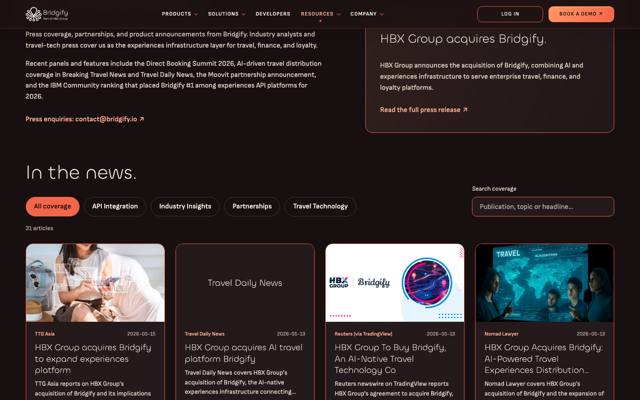 Bridgify
PRODUCTS
SOLUTIONS
DEVELOPERS
RESOURCES
COMPANY
LOG IN
BOOK A DEMO ↗
Press coverage, partnerships, and product announcements from Bridgify. Industry analysts and
travel-tech press cover us as the experiences infrastructure layer for travel, finance, and loyalty.
Recent panels and features include the Direct Booking Summit 2026, AI-driven travel distribution
coverage in Breaking Travel News and Travel Daily News, the Moovit partnership announcement,
and the IBM Community ranking that placed Bridgify #1 among experiences API platforms for
2026.
Press enquiries: contact@bridgify.io ↗
HBX Group acquires Bridgify.
HBX Group announces the acquisition of Bridgify, combining AI and
experiences infrastructure to serve enterprise travel, finance, and
loyalty platforms.
Read the full press release ↗
In the news.
Search coverage
All coverage
API Integration
Industry Insights
Partnerships
Travel Technology
Publication, topic or headline...
31 articles
Travel Daily News
HBX
GROUP
Bridgify
TRAVEL
TTG Asia
2026-05-15
HBX Group acquires Bridgify
to expand experiences
platform
TTG Asia reports on HBX Group's
acquisition of Bridgify and its implications
Travel Daily News
2026-05-13
HBX Group acquires AI travel
platform Bridgify
Travel Daily News covers HBX Group's
acquisition of Bridgify, the AI-native
experiences infrastructure connecting...
Reuters (via TradingView)
2026-05-13
HBX Group To Buy Bridgify,
An AI-Native Travel
Technology Co
Reuters newswire on TradingView reports
HBX Group's agreement to acquire Bridgify,
Nomad Lawyer
2026-05-13
HBX Group Acquires Bridgify:
AI-Powered Travel
Experiences Distribution...
Nomad Lawyer covers HBX Group's
acquisition of Bridgify and the expansion of